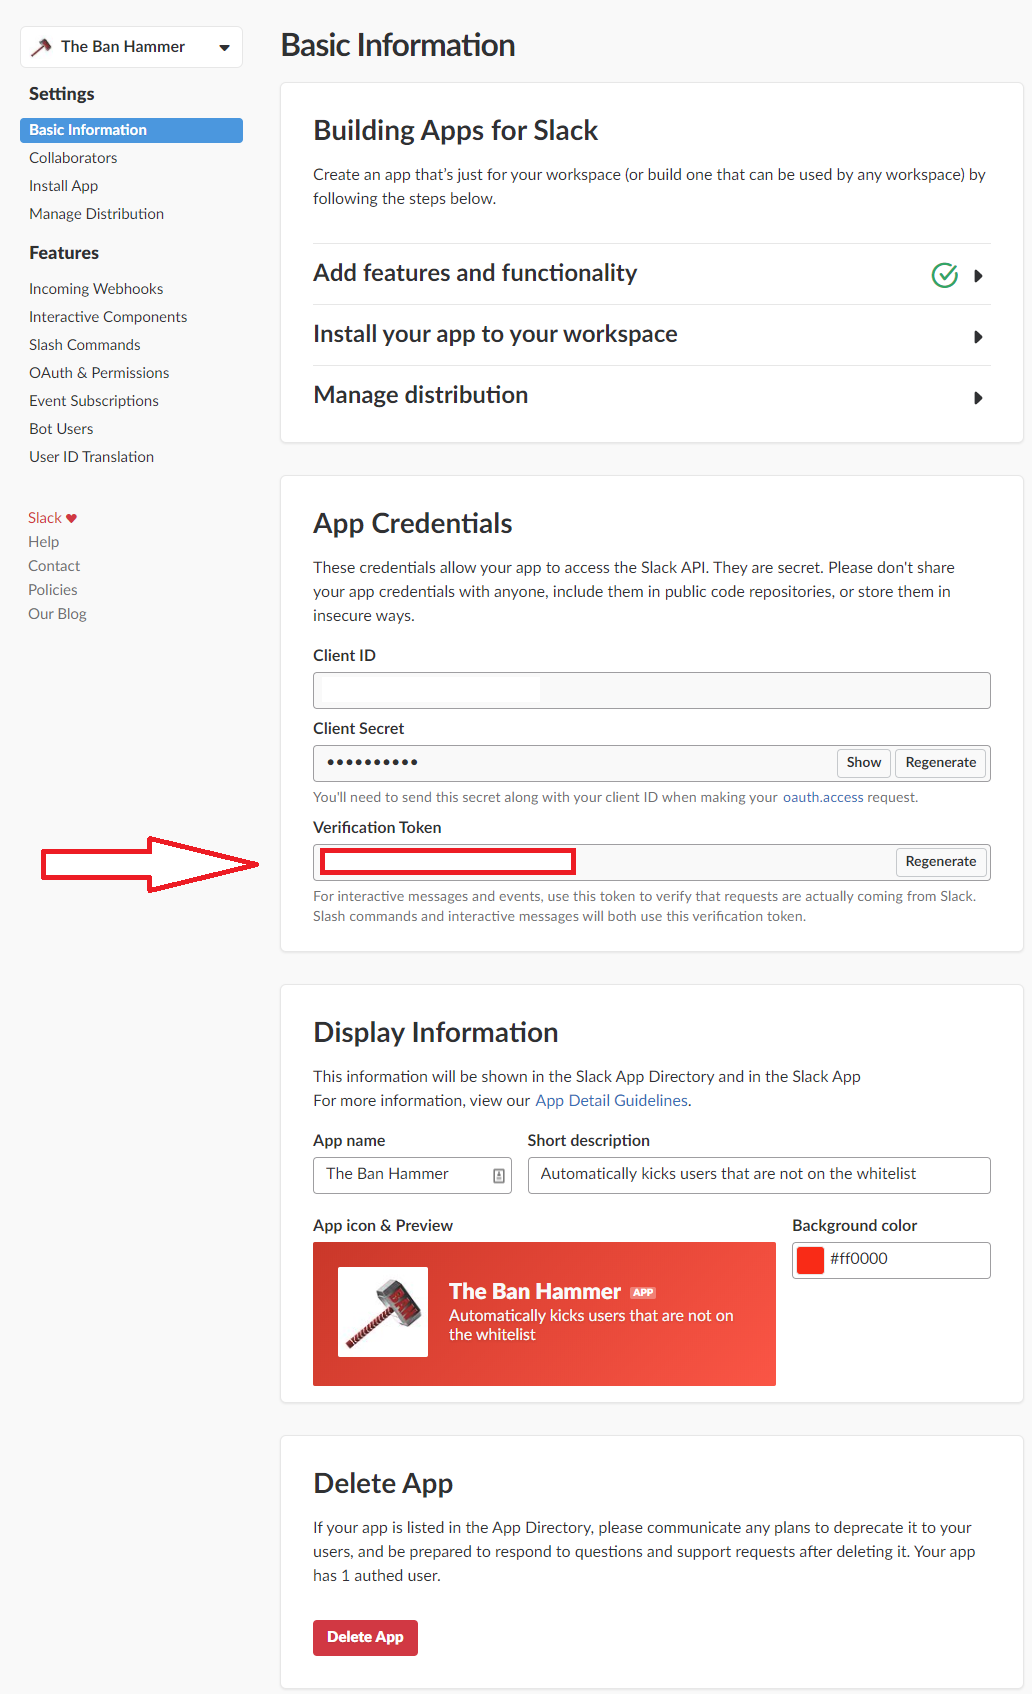 The Ban Hammer
Settings
Basic Information
Collaborators
Install App
Manage Distribution
Features
Incoming Webhooks
Interactive Components
Slash Commands
OAuth & Permissions
Event Subscriptions
Bot Users
User ID Translation
Slack ♥
Help
Contact
Policies
Our Blog
Basic Information
Building Apps for Slack
Create an app that's just for your workspace (or build one that can be used by any workspace) by
following the steps below.
Add features and functionality
Install your app to your workspace
Manage distribution
App Credentials
These credentials allow your app to access the Slack API. They are secret. Please don't share
your app credentials with anyone, include them in public code repositories, or store them in
insecure ways.
Client ID
Client Secret
•••••••••• Show Regenerate
You'll need to send this secret along with your client ID when making your oauth.access request.
Verification Token
Regenerate
For interactive messages and events, use this token to verify that requests are actually coming from Slack.
Slash commands and interactive messages will both use this verification token.
Display Information
This information will be shown in the Slack App Directory and in the Slack App
For more information, view our App Detail Guidelines.
App name Short description
The Ban Hammer Automatically kicks users that are not on the whitelist
App icon & Preview Background color
#ff0000
BAN
The Ban Hammer APP
Automatically kicks users that are not on
the whitelist
Delete App
If your app is listed in the App Directory, please communicate any plans to deprecate it to your
users, and be prepared to respond to questions and support requests after deleting it. Your app
has 1 authed user.
Delete App